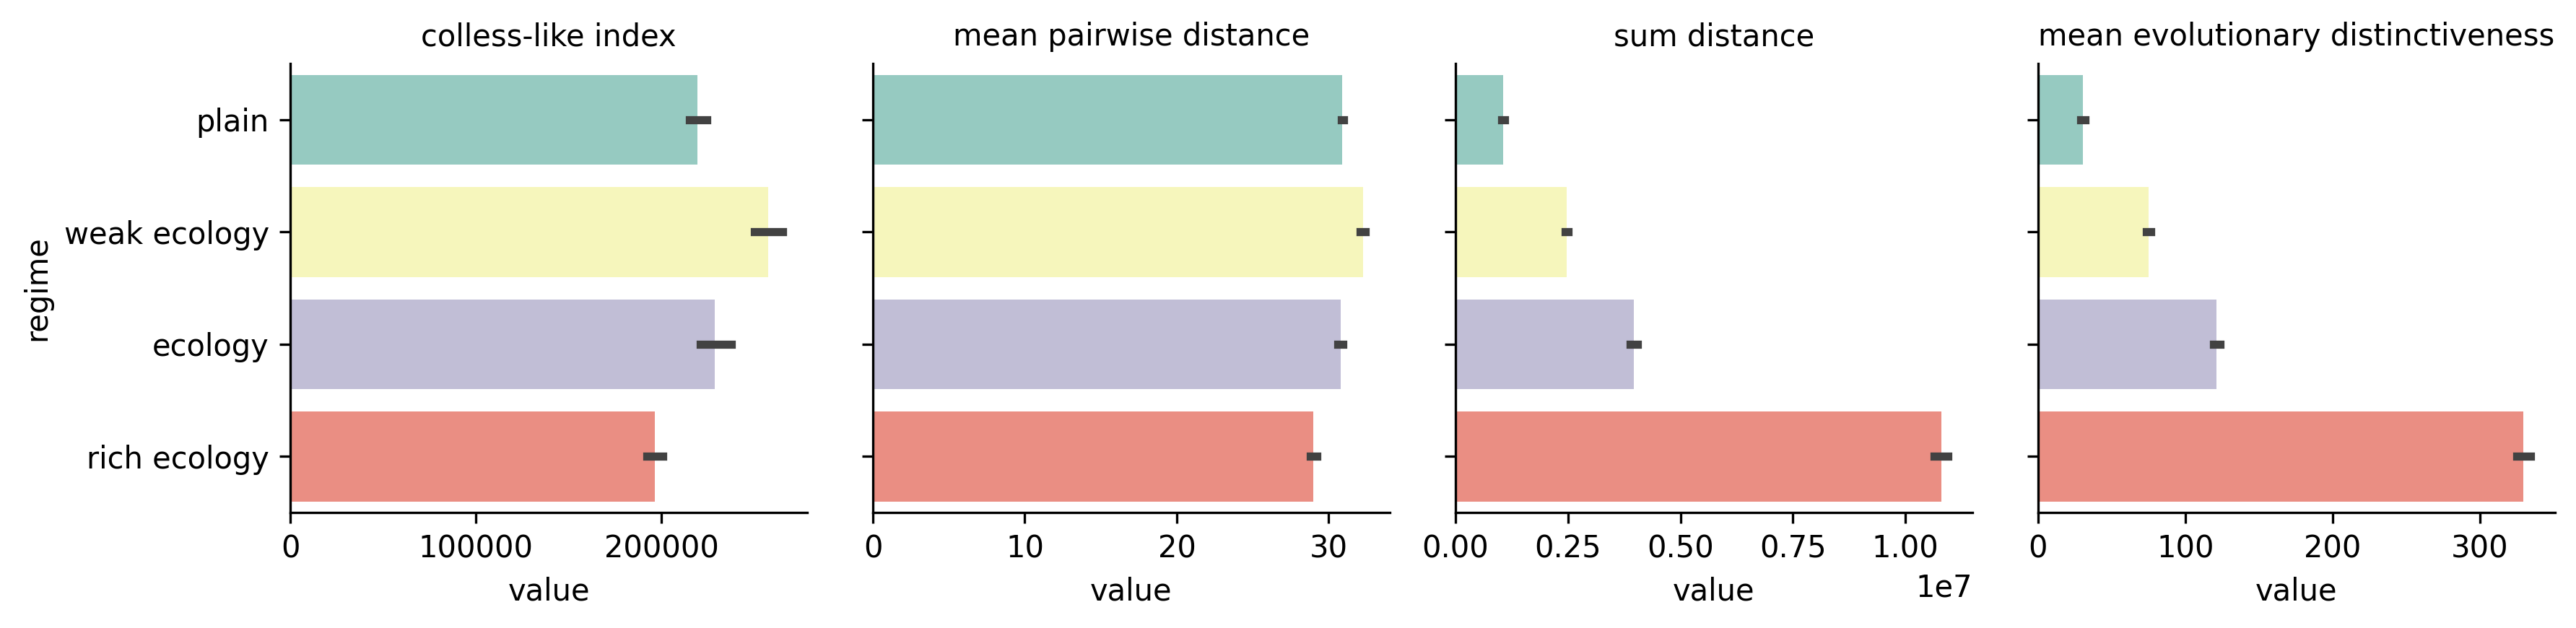 colless-like index
mean pairwise distance
sum distance
mean evolutionary distinctiveness
regime
plain
weak ecology
ecology
rich ecology
0 100000 200000
value
0 10 20 30
value
0.00 0.25 0.50 0.75 1.00
1e7
value
0 100 200 300
value